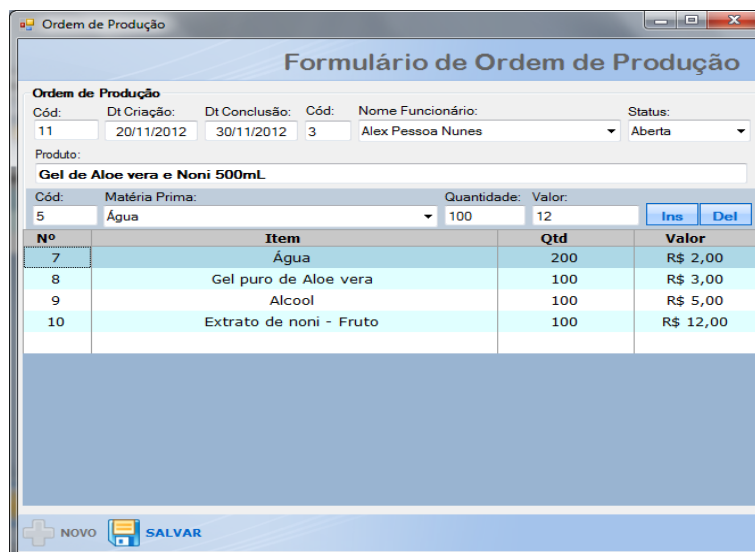 Ordem de Produção
Formulário de Ordem de Produção
Ordem de Produção
Cód: Dt Criação: Dt Conclusão: Cód: Nome Funcionário: Status:
11 20/11/2012 30/11/2012 3 Alex Pessoa Nunes Aberta
Produto:
Gel de Aloe vera e Noni 500mL
Cód: Matéria Prima: Quantidade: Valor:
5 Água 100 12 Ins Del
Nº Item Qtd Valor
7 Água 200 R$ 2,00
8 Gel puro de Aloe vera 100 R$ 3,00
9 Alcool 100 R$ 5,00
10 Extrato de noni - Fruto 100 R$ 12,00
NOVO SALVAR